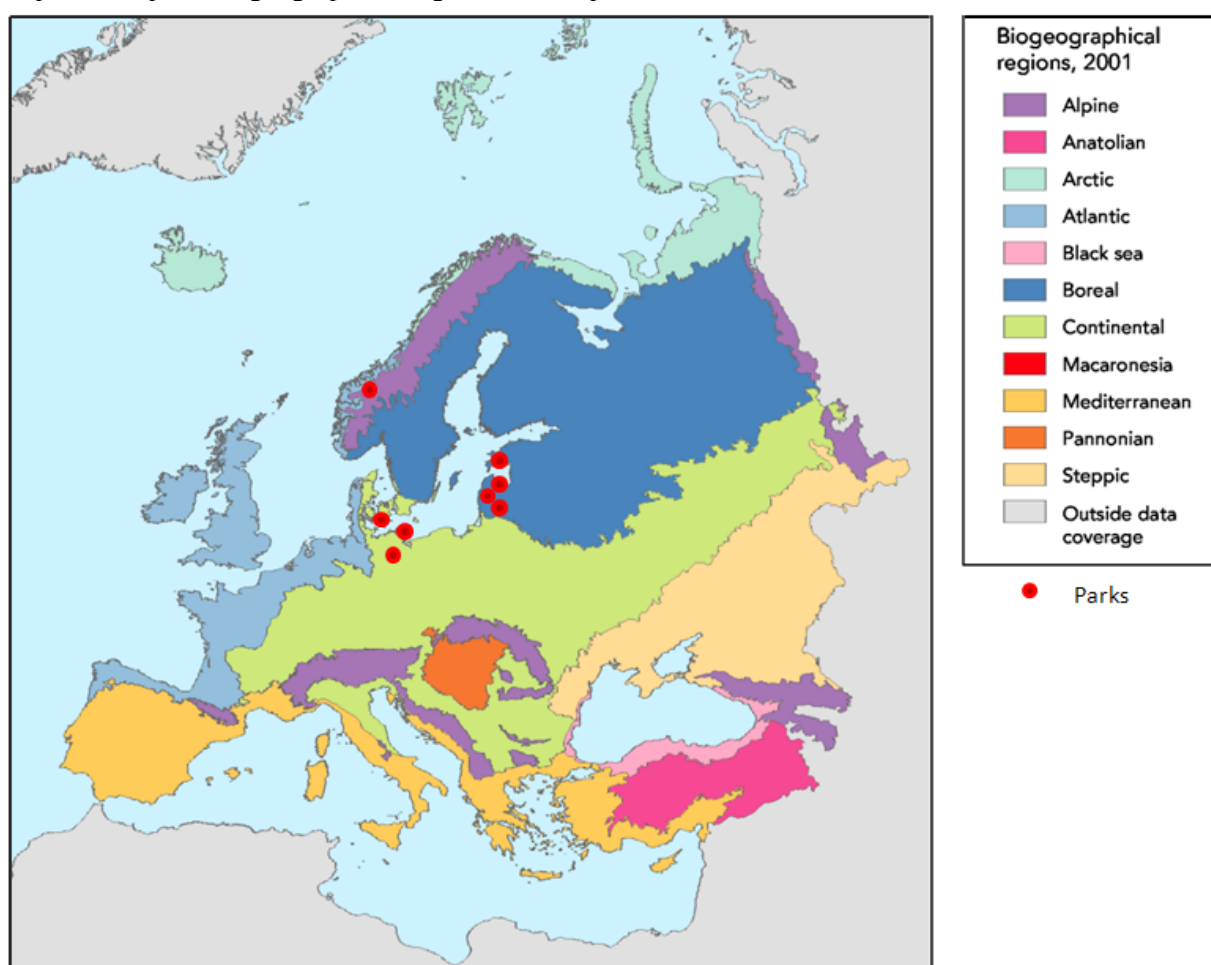 Biogeographical
regions, 2001
Alpine
Anatolian
Arctic
Atlantic
Black sea
Boreal
Continental
Macaronesia
Mediterranean
Pannonian
Steppic
Outside data
coverage
Parks